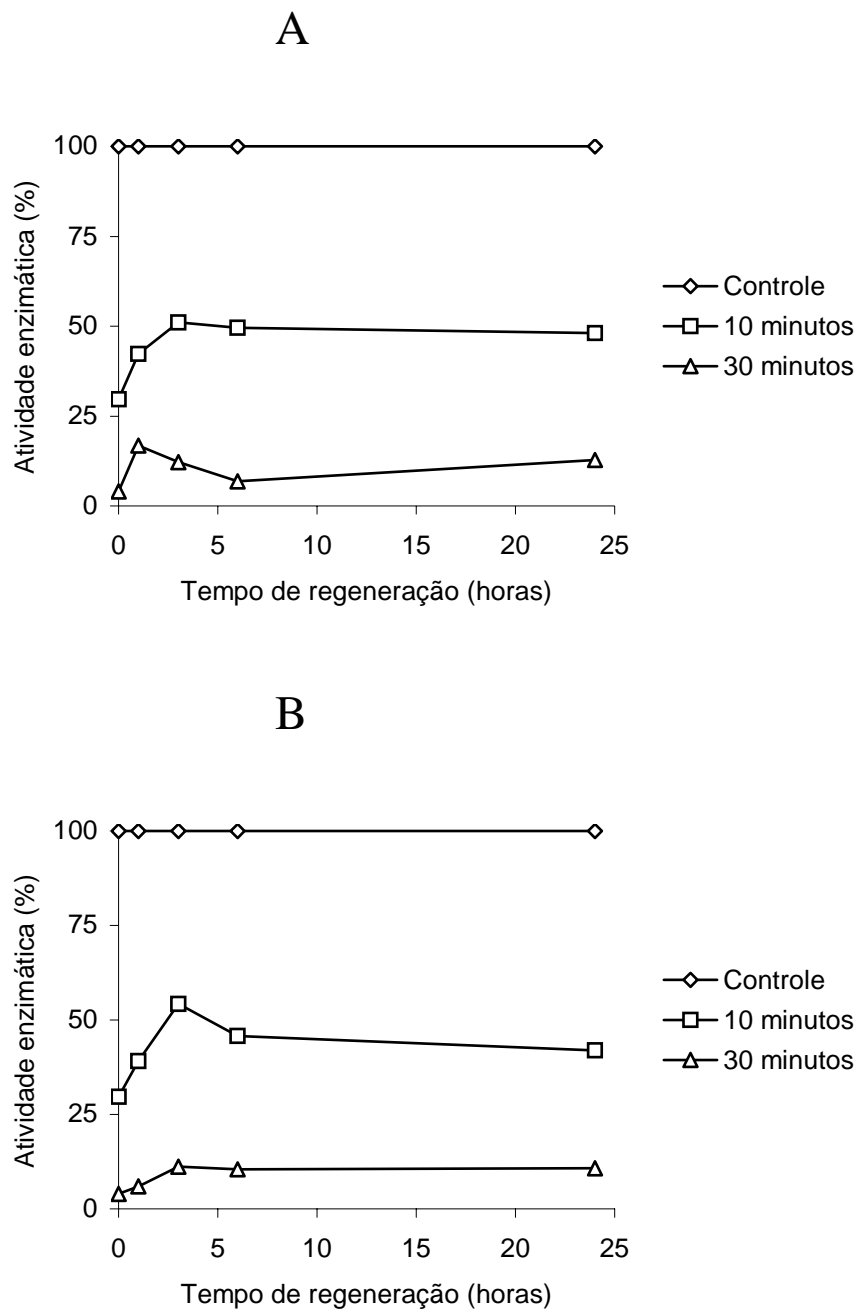 A
100
75
50
25
0
Atividade enzimática (%)
0 5 10 15 20 25
Tempo de regeneração (horas)
Controle
10 minutos
30 minutos
B
100
75
50
25
0
Atividade enzimática (%)
0 5 10 15 20 25
Tempo de regeneração (horas)
Controle
10 minutos
30 minutos